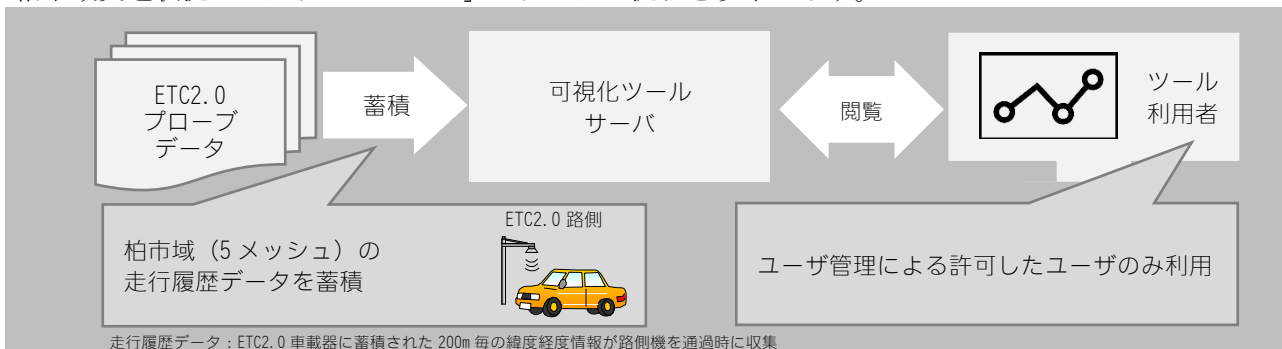 ETC2.0
プローブ
データ
蓄積
可視化ツール
サーバ
閲覧
ツール
利用者
ETC2.0 路側
柏市域（5メッシュ）の
走行履歴データを蓄積
ユーザ管理による許可したユーザのみ利用
走行履歴データ：ETC2.0 車載器に蓄積された 200m 毎の緯度経度情報が路側機を通過時に収集